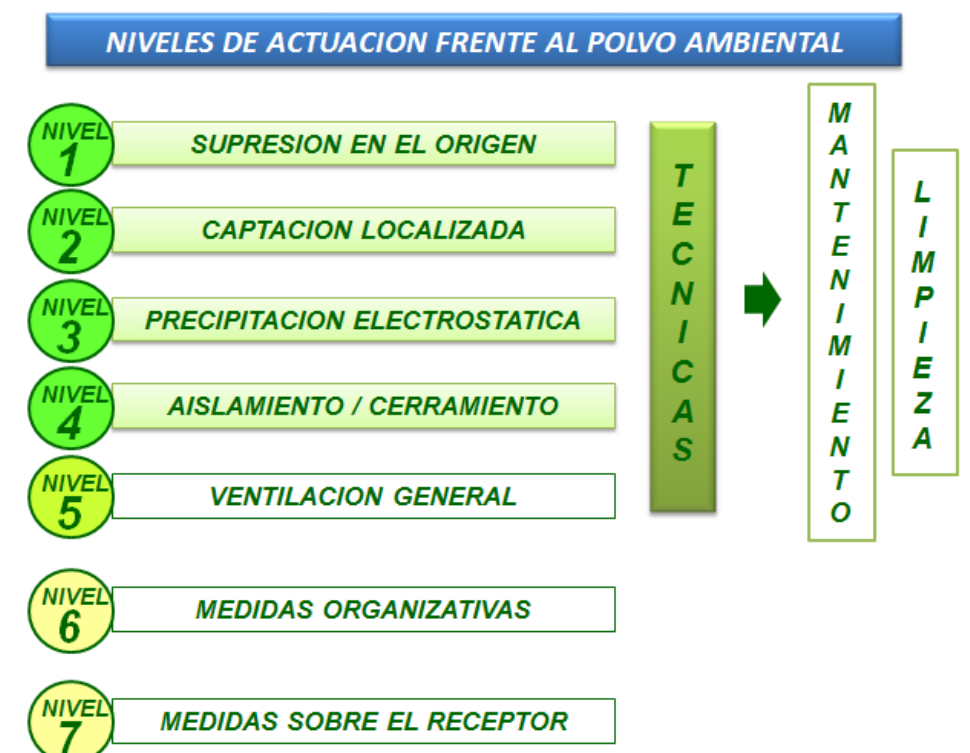 NIVELES DE ACTUACION FRENTE AL POLVO AMBIENTAL
NIVEL
1
SUPRESION EN EL ORIGEN
NIVEL
2
CAPTACION LOCALIZADA
NIVEL
3
PRECIPITACION ELECTROSTATICA
NIVEL
4
AISLAMIENTO / CERRAMIENTO
NIVEL
5
VENTILACION GENERAL
NIVEL
6
MEDIDAS ORGANIZATIVAS
NIVEL
7
MEDIDAS SOBRE EL RECEPTOR
TECNICAS
MANTENIMIENTO
LIMPIEZA